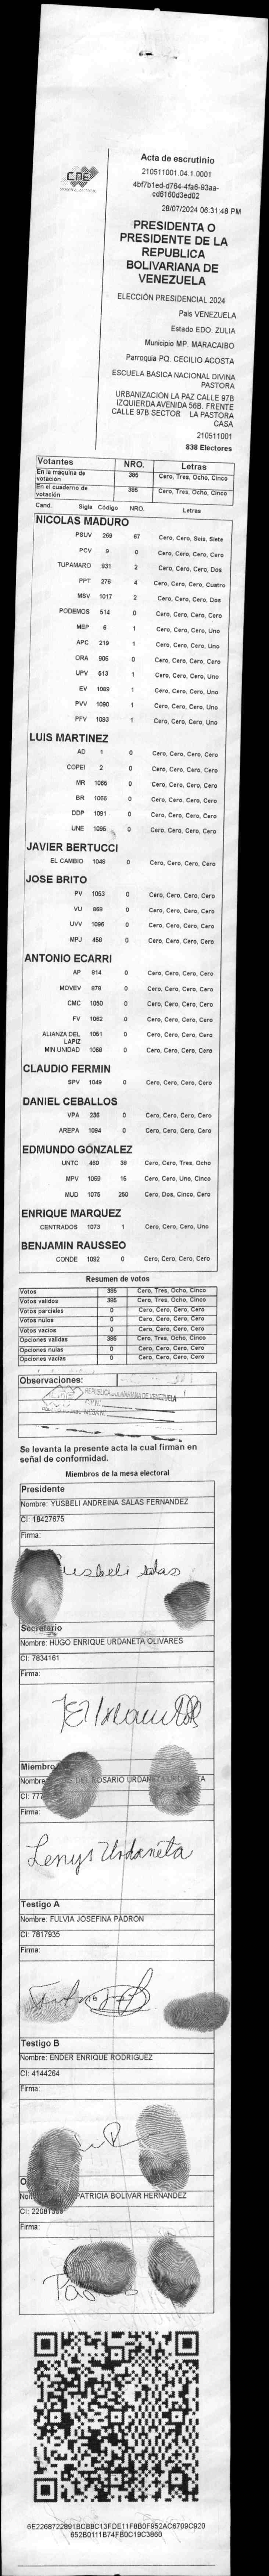 CNE
Acta de escrutinio
210511001.04.1.0001
4bf7b1ed-d764-4fa6-93aa-
cd6160d3ed02
28/07/2024 06:31:48 PM
PRESIDENTA O
PRESIDENTE DE LA
REPUBLICA
BOLIVARIANA DE
VENEZUELA
ELECCIÓN PRESIDENCIAL 2024
Pais VENEZUELA
Estado EDO. ZULIA
Municipio MP. MARACAIBO
Parroquia PQ. CECILIO ACOSTA
ESCUELA BASICA NACIONAL DIVINA
PASTORA
URBANIZACION LA PAZ CALLE 97B
IZQUIERDA AVENIDA 56B. FRENTE
CALLE 97B SECTOR LA PASTORA
CASA
210511001
838 Electores
Votantes NRO. Letras
En la máquina de votación 385 Cero, Tres, Ocho, Cinco
En el cuaderno de votación 385 Cero, Tres, Ocho, Cinco
Cand. Sigla Código NRO. Letras
NICOLAS MADURO
PSUV 269 67 Cero, Cero, Seis, Siete
PCV 9 0 Cero, Cero, Cero, Cero
TUPAMARO 931 2 Cero, Cero, Cero, Dos
PPT 276 4 Cero, Cero, Cero, Cuatro
MSV 1017 2 Cero, Cero, Cero, Dos
PODEMOS 514 0 Cero, Cero, Cero, Cero
MEP 6 1 Cero, Cero, Cero, Uno
APC 219 1 Cero, Cero, Cero, Uno
ORA 906 0 Cero, Cero, Cero, Cero
UPV 513 1 Cero, Cero, Cero, Uno
EV 1089 1 Cero, Cero, Cero, Uno
PVV 1090 1 Cero, Cero, Cero, Uno
PFV 1093 1 Cero, Cero, Cero, Uno
LUIS MARTINEZ
AD 1 0 Cero, Cero, Cero, Cero
COPEI 2 0 Cero, Cero, Cero, Cero
MR 1065 0 Cero, Cero, Cero, Cero
BR 1066 0 Cero, Cero, Cero, Cero
DDP 1091 0 Cero, Cero, Cero, Cero
UNE 1095 0 Cero, Cero, Cero, Cero
JAVIER BERTUCCI
EL CAMBIO 1048 0 Cero, Cero, Cero, Cero
JOSE BRITO
PV 1053 0 Cero, Cero, Cero, Cero
VU 868 0 Cero, Cero, Cero, Cero
UVV 1096 0 Cero, Cero, Cero, Cero
MPJ 458 0 Cero, Cero, Cero, Cero
ANTONIO ECARRI
AP 814 0 Cero, Cero, Cero, Cero
MOVEV 978 0 Cero, Cero, Cero, Cero
CMC 1050 0 Cero, Cero, Cero, Cero
FV 1062 0 Cero, Cero, Cero, Cero
ALIANZA DEL LAPIZ 1061 0 Cero, Cero, Cero, Cero
MIN UNIDAD 1069 0 Cero, Cero, Cero, Cero
CLAUDIO FERMIN
SPV 1049 0 Cero, Cero, Cero, Cero
DANIEL CEBALLOS
VPA 236 0 Cero, Cero, Cero, Cero
AREPA 1094 0 Cero, Cero, Cero, Cero
EDMUNDO GONZALEZ
UNTC 460 38 Cero, Cero, Tres, Ocho
MPV 1069 15 Cero, Cero, Uno, Cinco
MUD 1075 250 Cero, Dos, Cinco, Cero
ENRIQUE MARQUEZ
CENTRADOS 1073 1 Cero, Cero, Cero, Uno
BENJAMIN RAUSSEO
CONDE 1092 0 Cero, Cero, Cero, Cero
Resumen de votos
Votos 385 Cero, Tres, Ocho, Cinco
Votos validos 385 Cero, Tres, Ocho, Cinco
Votos parciales 0 Cero, Cero, Cero, Cero
Votos nulos 0 Cero, Cero, Cero, Cero
Votos vacios 0 Cero, Cero, Cero, Cero
Opciones validas 385 Cero, Tres, Ocho, Cinco
Opciones nulas 0 Cero, Cero, Cero, Cero
Opciones vacias 0 Cero, Cero, Cero, Cero
Observaciones:
REPUBLICA BOLIVARIANA DE VENEZUELA
Se levanta la presente acta la cual firman en
señal de conformidad.
Miembros de la mesa electoral
Presidente
Nombre: YUSBELI ANDREINA SALAS FERNANDEZ
CI: 18427675
Firma:
Yusbeli Salas
Secretario
Nombre: HUGO ENRIQUE URDANETA OLIVARES
CI: 7834161
Firma:
Miembro
Nombre: DEL ROSARIO URDANETA
CI: 777
Firma:
Lenys Urdaneta
Testigo A
Nombre: FULVIA JOSEFINA PADRON
CI: 7817935
Firma:
Testigo B
Nombre: ENDER ENRIQUE RODRIGUEZ
CI: 4144264
Firma:
PATRICIA BOLIVAR HERNANDEZ
Firma:
6E2268722891BCB8C13FDE11F8B0F952AC6709C920
652B0111B74FB0C19C3860